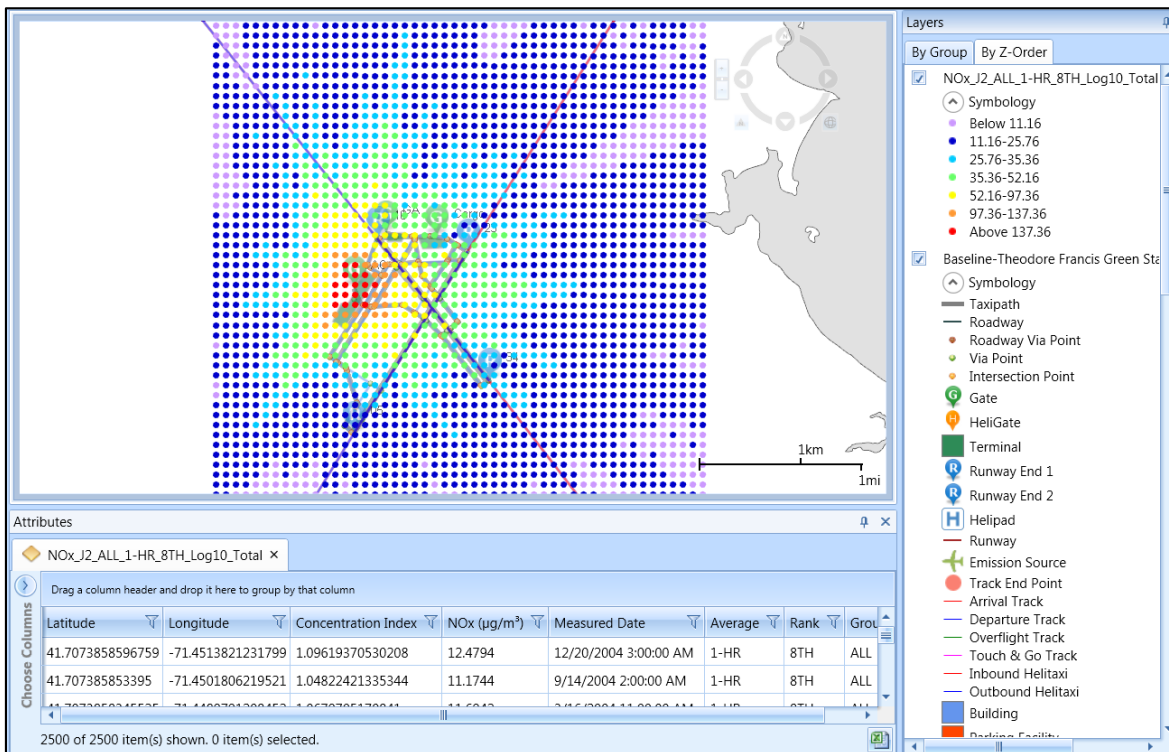 Cargo
23
34
1km
1mi
Layers
By Group By Z-Order
NOx_J2_ALL_1-HR_8TH_Log10_Total
Symbology
Below 11.16
11.16-25.76
25.76-35.36
35.36-52.16
52.16-97.36
97.36-137.36
Above 137.36
Baseline-Theodore Francis Green Sta
Symbology
Taxipath
Roadway
Roadway Via Point
Via Point
Intersection Point
G Gate
H HeliGate
Terminal
R Runway End 1
R Runway End 2
H Helipad
Runway
Emission Source
Track End Point
Arrival Track
Departure Track
Overflight Track
Touch & Go Track
Inbound Helitaxi
Outbound Helitaxi
Building
Parking Facility
Attributes
NOx_J2_ALL_1-HR_8TH_Log10_Total ×
Choose Columns
Drag a column header and drop it here to group by that column
Latitude Longitude Concentration Index NOx (µg/m³) Measured Date Average Rank Grou
41.7073858596759 -71.4513821231799 1.09619370530208 12.4794 12/20/2004 3:00:00 AM 1-HR 8TH ALL
41.707385853395 -71.4501806219521 1.04822421335344 11.1744 9/14/2004 2:00:00 AM 1-HR 8TH ALL
2500 of 2500 item(s) shown. 0 item(s) selected.